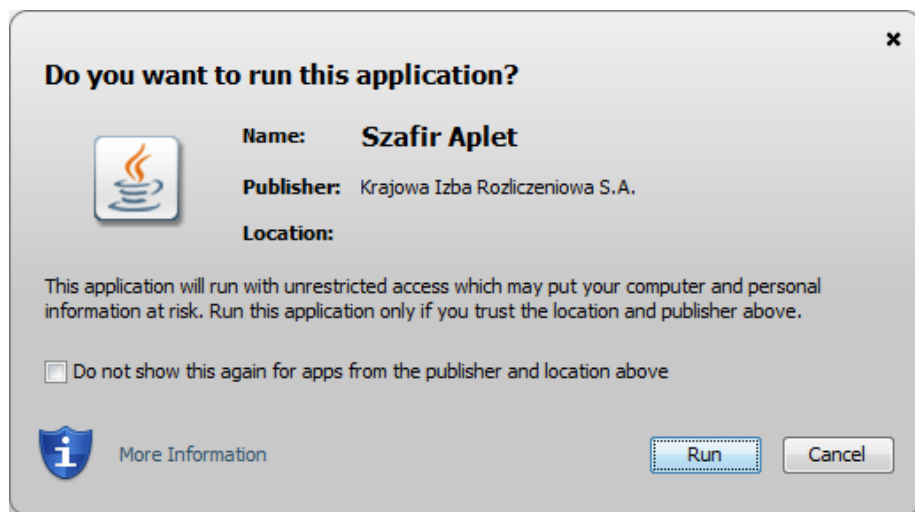 Do you want to run this application?
Name: Szafir Aplet
Publisher: Krajowa Izba Rozliczeniowa S.A.
Location:
This application will run with unrestricted access which may put your computer and personal
information at risk. Run this application only if you trust the location and publisher above.
Do not show this again for apps from the publisher and location above
More Information Run Cancel